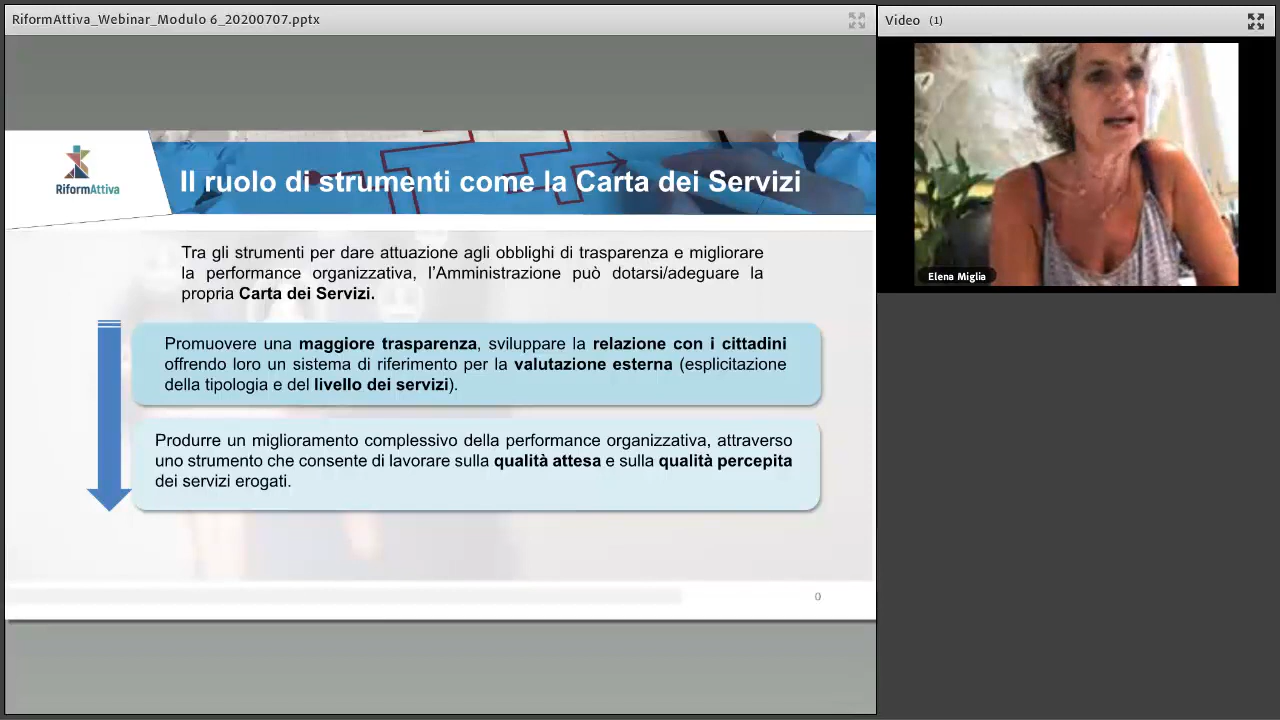 RiformAttiva_Webinar_Modulo 6_20200707.pptx
Video (1)
RiformAttiva
Il ruolo di strumenti come la Carta dei Servizi
Tra gli strumenti per dare attuazione agli obblighi di trasparenza e migliorare
la performance organizzativa, l’Amministrazione può dotarsi/adeguare la
propria Carta dei Servizi.
Promuovere una maggiore trasparenza, sviluppare la relazione con i cittadini
offrendo loro un sistema di riferimento per la valutazione esterna (esplicitazione
della tipologia e del livello dei servizi).
Produrre un miglioramento complessivo della performance organizzativa, attraverso
uno strumento che consente di lavorare sulla qualità attesa e sulla qualità percepita
dei servizi erogati.
0
Elena Miglia